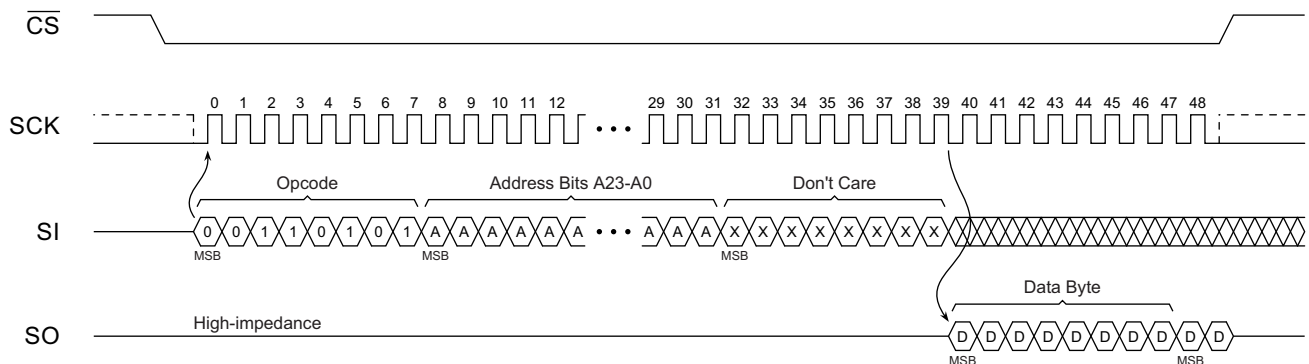 CS
0 1 2 3 4 5 6 7 8 9 10 11 12 29 30 31 32 33 34 35 36 37 38 39 40 41 42 43 44 45 46 47 48
SCK
•••
Opcode Address Bits A23-A0 Don't Care
SI 0 0 1 1 0 1 0 1 A A A A A A ••• A A A X X X X X X X X
MSB MSB MSB
Data Byte
SO High-impedance D D D D D D D D D D
MSB MSB